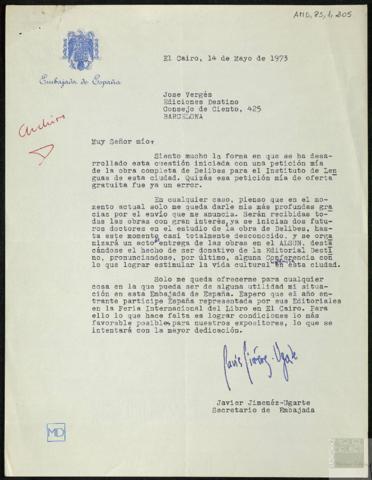 AMD, 85, 1, 205
El Cairo, 14 de Mayo de 1973
Embajada de España
Jose Vergés
Ediciones Destino
Consejo de Ciento, 425
BARCELONA
Archivo
Muy Señor mío:
Siento mucho la forma en que se ha des
arrollado esta cuestión iniciada con una petición mía
de la obra completa de Delibes para el Instituto de Len
guas de esta ciudad. Quizás esa petición mía de oferta
gratuita fue ya un error.
En cualquier caso, pienso que en el mo-
mento actual solo me queda darle mis más profundas gra
cias por el envío que me anuncia. Serán recibidas to-
das las obras con gran interés, ya se inician dos fu-
turos doctores en el estudio de la obra de Delibes, has-
ta este momento casi totalmente desconocido, y se orga
nizará un acto entrega de las obras en el ALSUN, desta
cándose el hecho de ser donativo de la Editorial Desti
no, pronunciándose, por último, alguna Conferencia con
lo que lograr estimular la vida cultural en esta ciudad.
Solo me queda ofrecerme para cualquier
cosa en la que pueda ser de alguna utilidad mi situa-
ción en esta Embajada de España. Espero que el año en-
trante participe España representada por sus Editoriales
en la Feria Internacional del Libro en El Cairo. Para
ello lo que hace falta es lograr condiciones lo más
favorable posible para nuestros expositores, lo que se
intentará con la mayor dedicación.
Javier Jiménez-Ugarte
Javier Jimenéz-Ugarte
Secretario de Embajada
MD